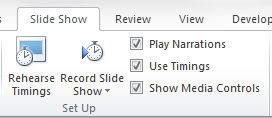 s Slide Show Review View Develop
Rehearse Timings
Record Slide Show
Play Narrations
Use Timings
Show Media Controls
Set Up